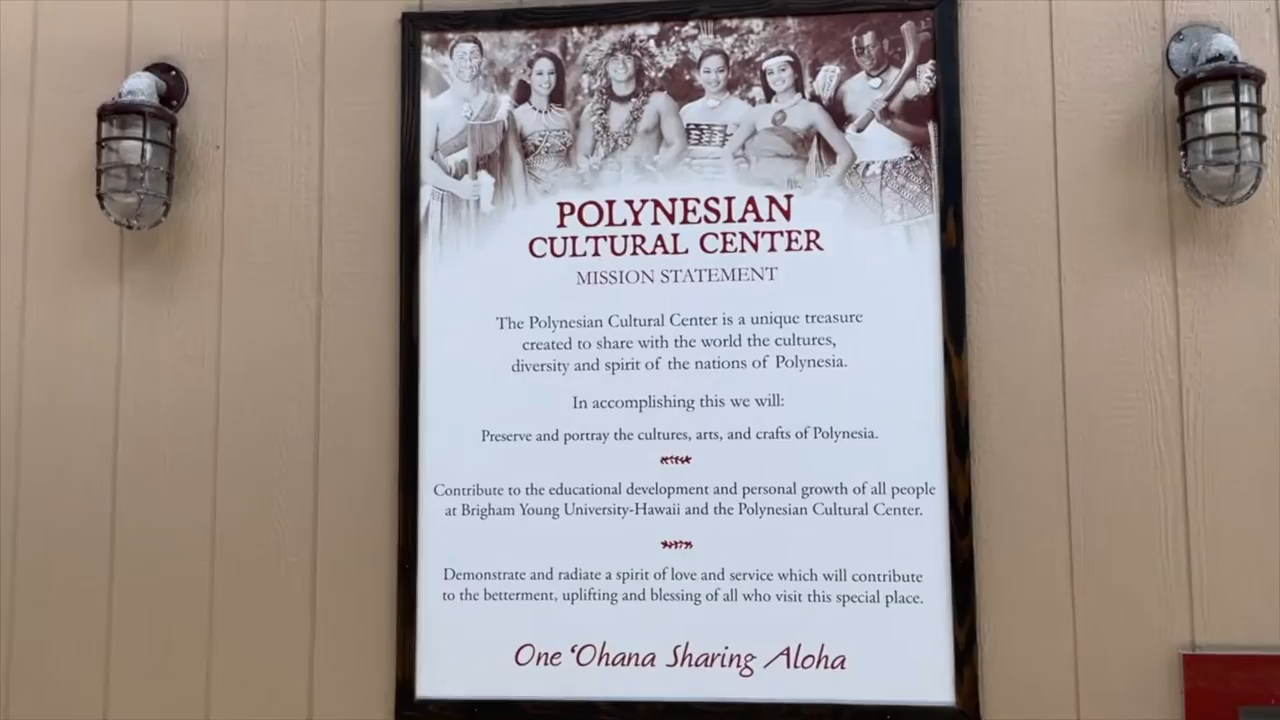 POLYNESIAN
CULTURAL CENTER
MISSION STATEMENT
The Polynesian Cultural Center is a unique treasure
created to share with the world the cultures,
diversity and spirit of the nations of Polynesia.
In accomplishing this we will:
Preserve and portray the cultures, arts, and crafts of Polynesia.
Contribute to the educational development and personal growth of all people
at Brigham Young University-Hawaii and the Polynesian Cultural Center.
Demonstrate and radiate a spirit of love and service which will contribute
to the betterment, uplifting and blessing of all who visit this special place.
One ‘Ohana Sharing Aloha